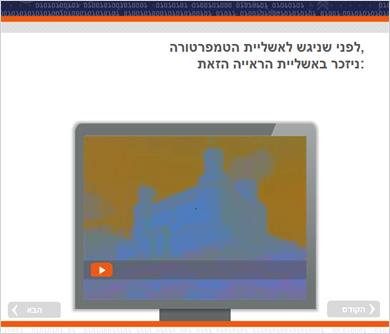 לפני שניגש לאשליית הטמפרטורה,
ניזכר באשליית הראייה הזאת:
הקודם
הבא